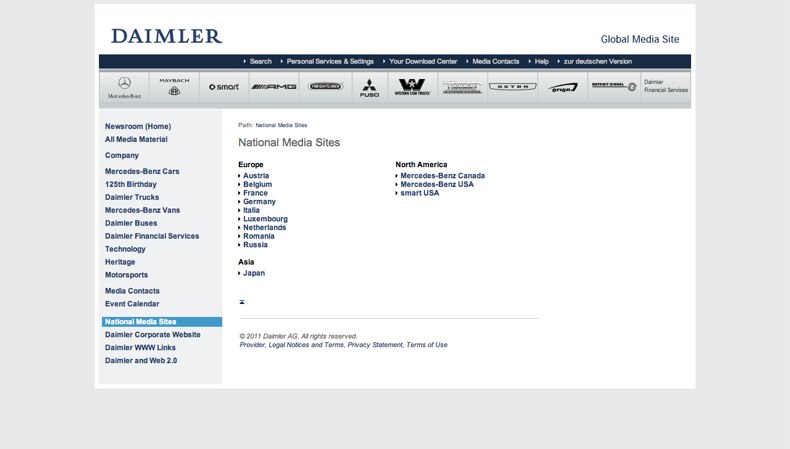 DAIMLER
Global Media Site
Search Personal Services & Settings Your Download Center Media Contacts Help zur deutschen Version
Mercedes-Benz
MAYBACH
smart
AMG
FREIGHTLINER
FUSO
WESTERN STAR TRUCKS
SETRA
orion
DETROIT DIESEL
Daimler
Financial Services
Newsroom (Home)
All Media Material
Company
Mercedes-Benz Cars
125th Birthday
Daimler Trucks
Mercedes-Benz Vans
Daimler Buses
Daimler Financial Services
Technology
Heritage
Motorsports
Media Contacts
Event Calendar
National Media Sites
Daimler Corporate Website
Daimler WWW Links
Daimler and Web 2.0
Path: National Media Sites
National Media Sites
Europe
Austria
Belgium
France
Germany
Italia
Luxembourg
Netherlands
Romania
Russia
Asia
Japan
North America
Mercedes-Benz Canada
Mercedes-Benz USA
smart USA
© 2011 Daimler AG. All rights reserved.
Provider, Legal Notices and Terms, Privacy Statement, Terms of Use